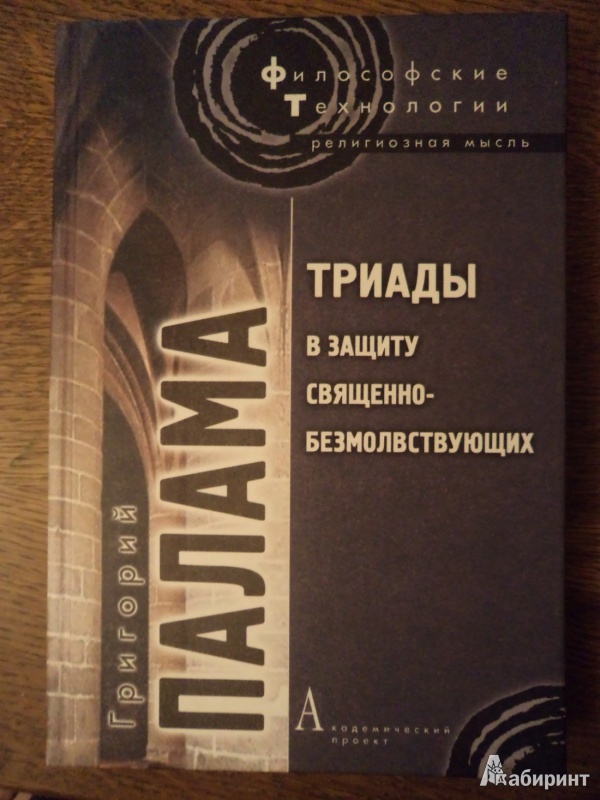 Философские
Технологии
религиозная мысль
ТРИАДЫ
В ЗАЩИТУ
СВЯЩЕННО-
БЕЗМОЛВСТВУЮЩИХ
Григорий
ПАЛАМА
Академический
проект
Лабиринт